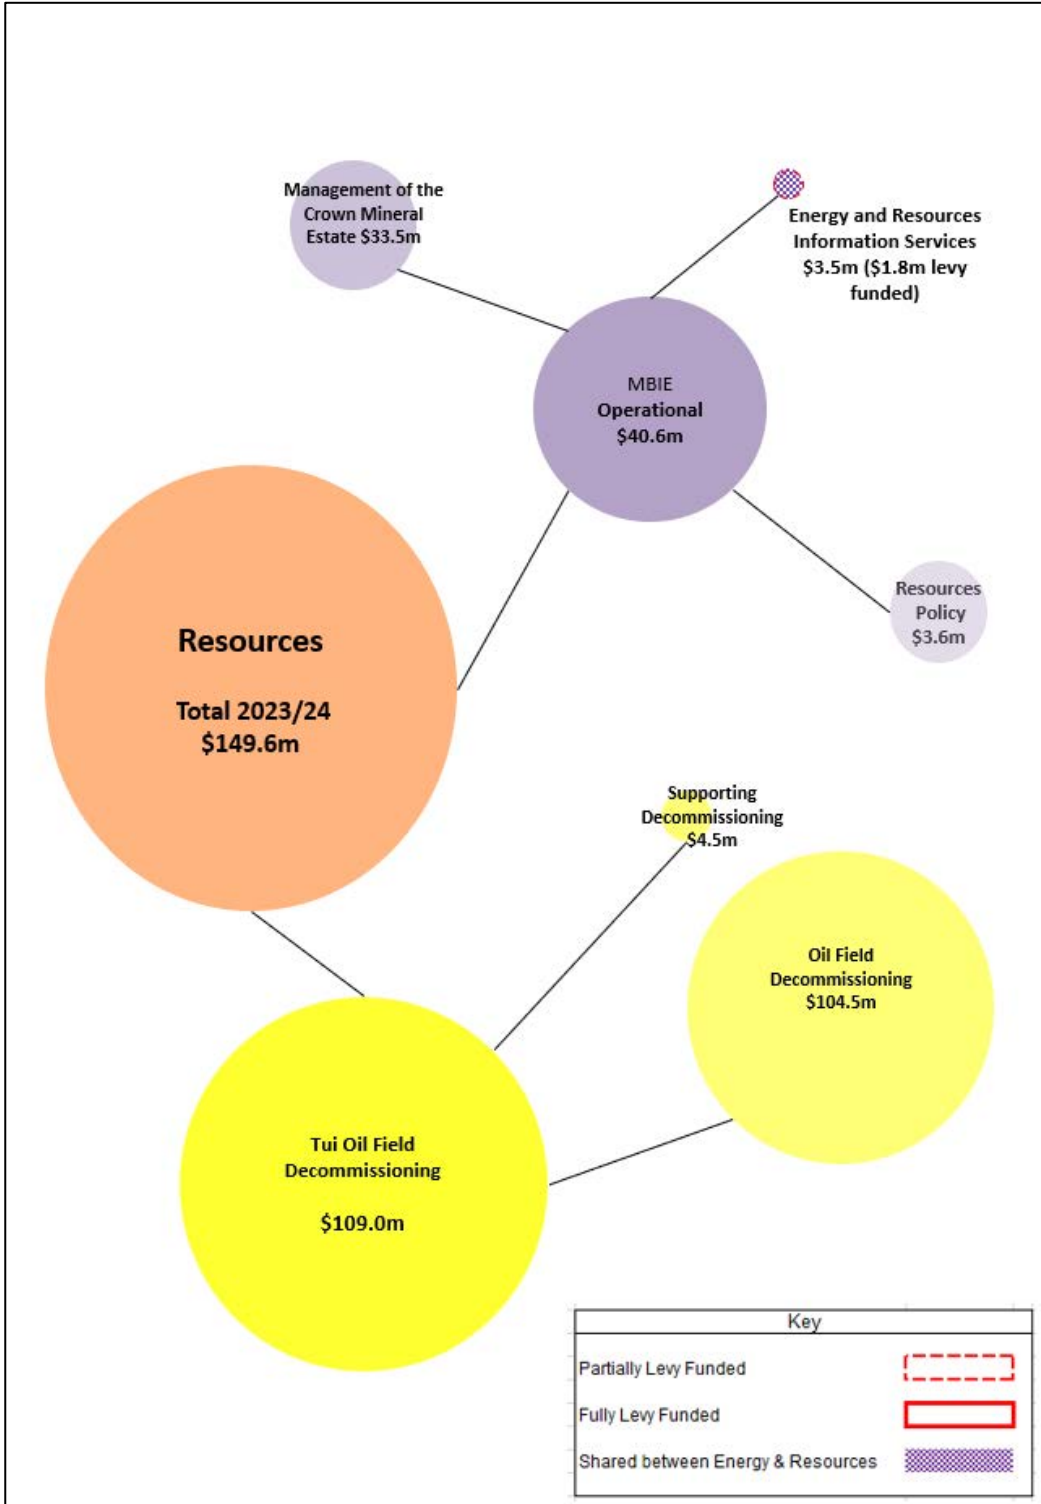 Management of the
Crown Mineral
Estate $33.5m
Energy and Resources
Information Services
$3.5m ($1.8m levy
funded)
MBIE
Operational
$40.6m
Resources
Policy
$3.6m
Resources
Total 2023/24
$149.6m
Supporting
Decommissioning
$4.5m
Oil Field
Decommissioning
$104.5m
Tui Oil Field
Decommissioning
$109.0m
Key
Partially Levy Funded
Fully Levy Funded
Shared between Energy & Resources